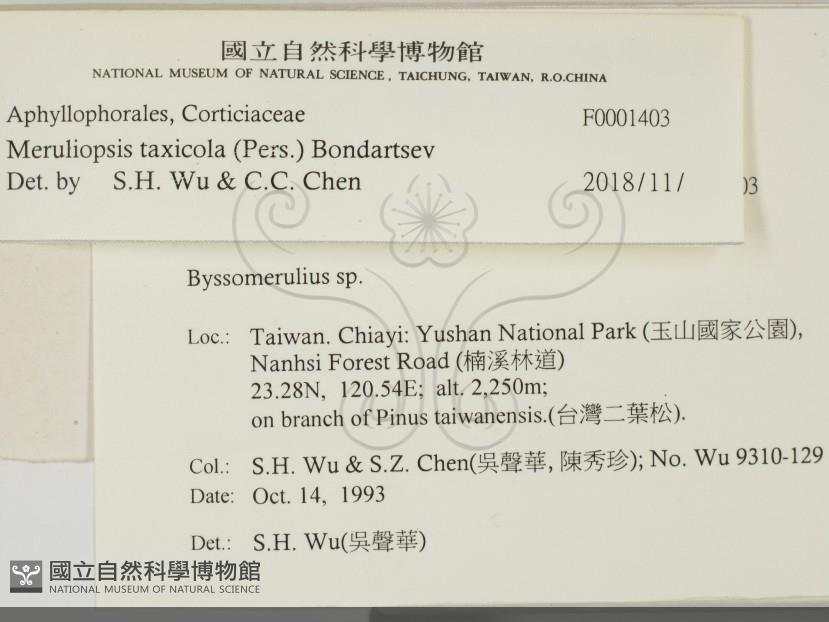 國立自然科學博物館
NATIONAL MUSEUM OF NATURAL SCIENCE, TAICHUNG, TAIWAN, R.O.CHINA
Aphyllophorales, Corticiaceae F0001403
Meruliopsis taxicola (Pers.) Bondartsev
Det. by S.H. Wu & C.C. Chen 2018/11/
03
Byssomerulius sp.
Loc.: Taiwan. Chiayi: Yushan National Park (玉山國家公園),
Nanhsi Forest Road (楠溪林道)
23.28N, 120.54E; alt. 2,250m;
on branch of Pinus taiwanensis.(台灣二葉松).
Col.: S.H. Wu & S.Z. Chen(吳聲華, 陳秀珍); No. Wu 9310-129
Date: Oct. 14, 1993
Det.: S.H. Wu(吳聲華)
國立自然科學博物館
NATIONAL MUSEUM OF NATURAL SCIENCE